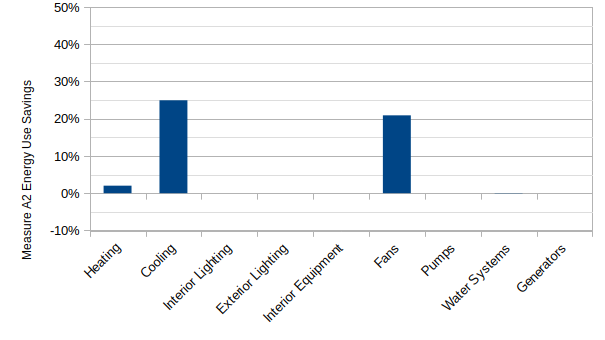 50%
40%
30%
20%
10%
0%
-10%
Measure A2 Energy Use Savings
Heating
Cooling
Interior Lighting
Exterior Lighting
Interior Equipment
Fans
Pumps
Water Systems
Generators